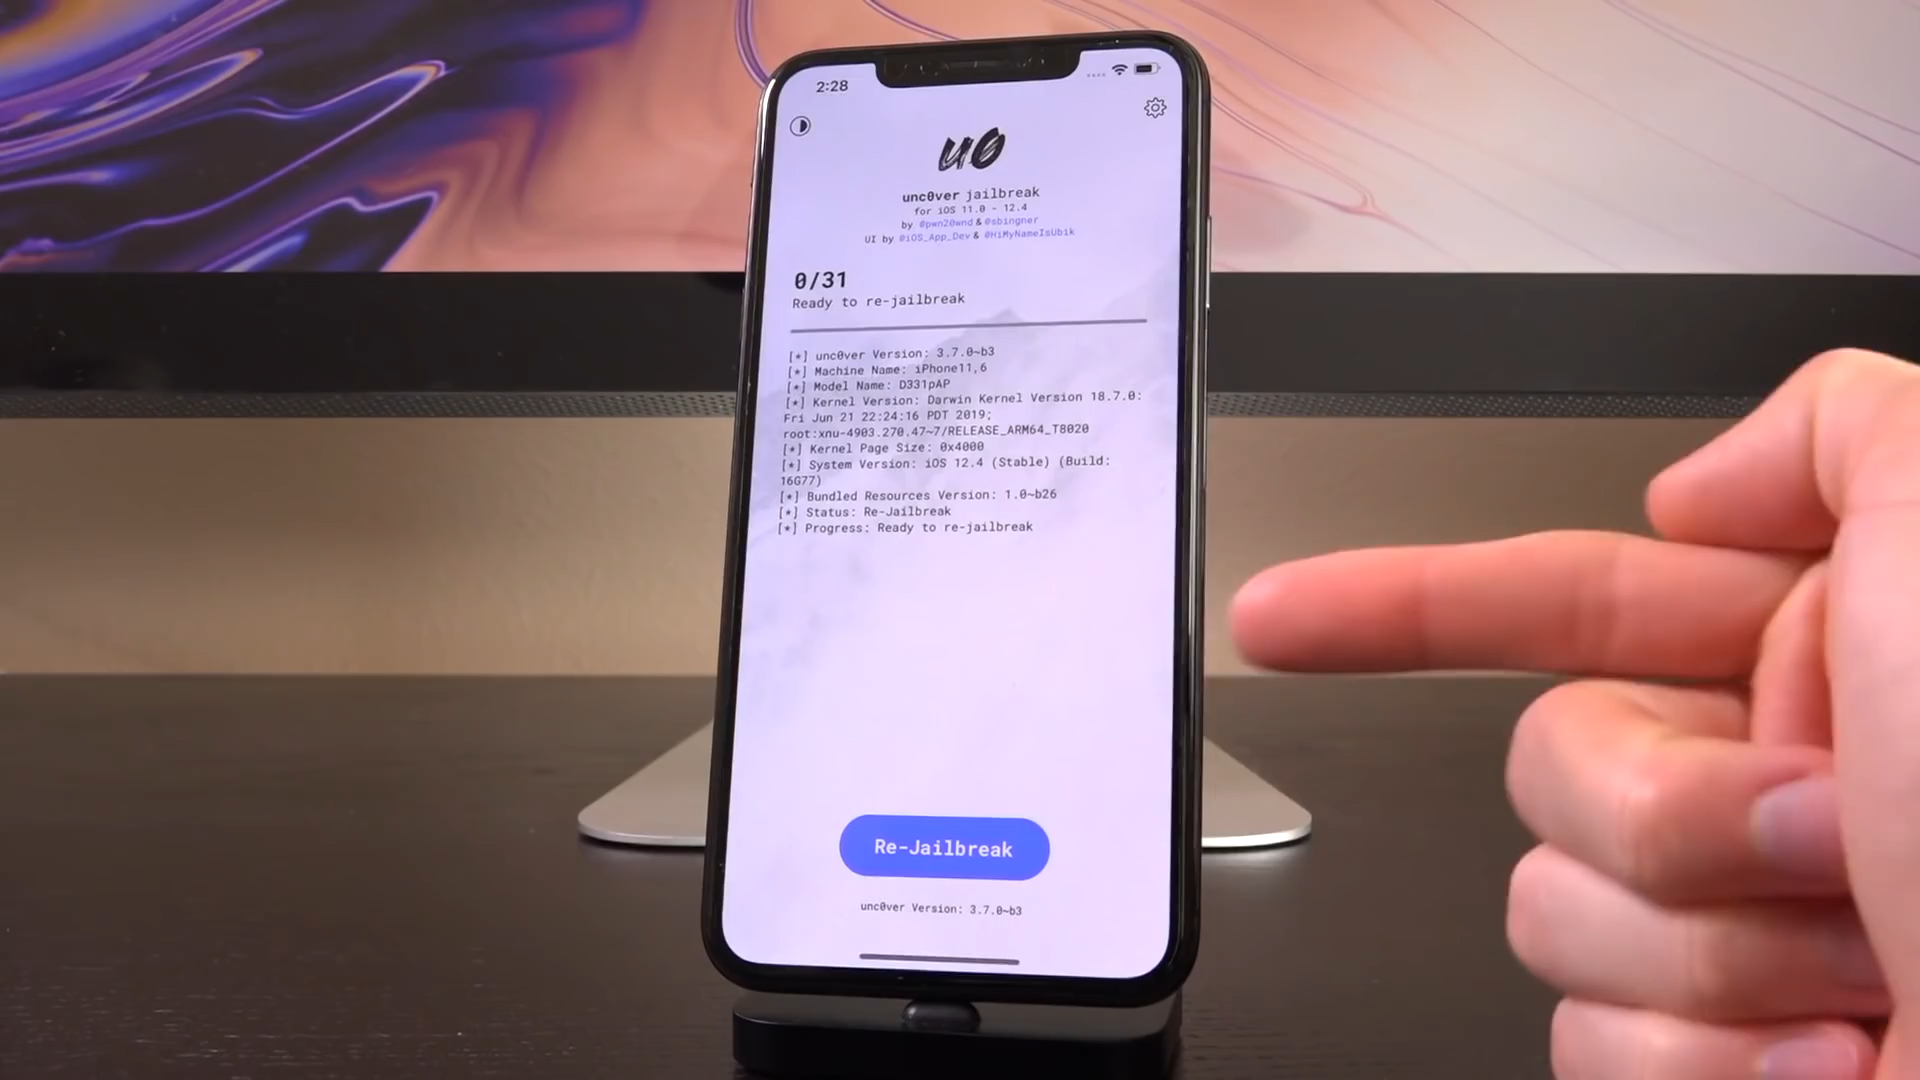 2:28
u0
unc0ver jailbreak
for iOS 11.0 - 12.4
by @pwn20wnd & @sbingner
UI by @iOS_App_Dev & @HiMyNameIsUbik
0/31
Ready to re-jailbreak
[*] unc0ver Version: 3.7.0~b3
[*] Machine Name: iPhone11,6
[*] Model Name: D331pAP
[*] Kernel Version: Darwin Kernel Version 18.7.0:
Fri Jun 21 22:24:16 PDT 2019;
root:xnu-4903.270.47~7/RELEASE_ARM64_T8020
[*] Kernel Page Size: 0x4000
[*] System Version: iOS 12.4 (Stable) (Build:
16G77)
[*] Bundled Resources Version: 1.0~b26
[*] Status: Re-Jailbreak
[*] Progress: Ready to re-jailbreak
Re-Jailbreak
unc0ver Version: 3.7.0~b3